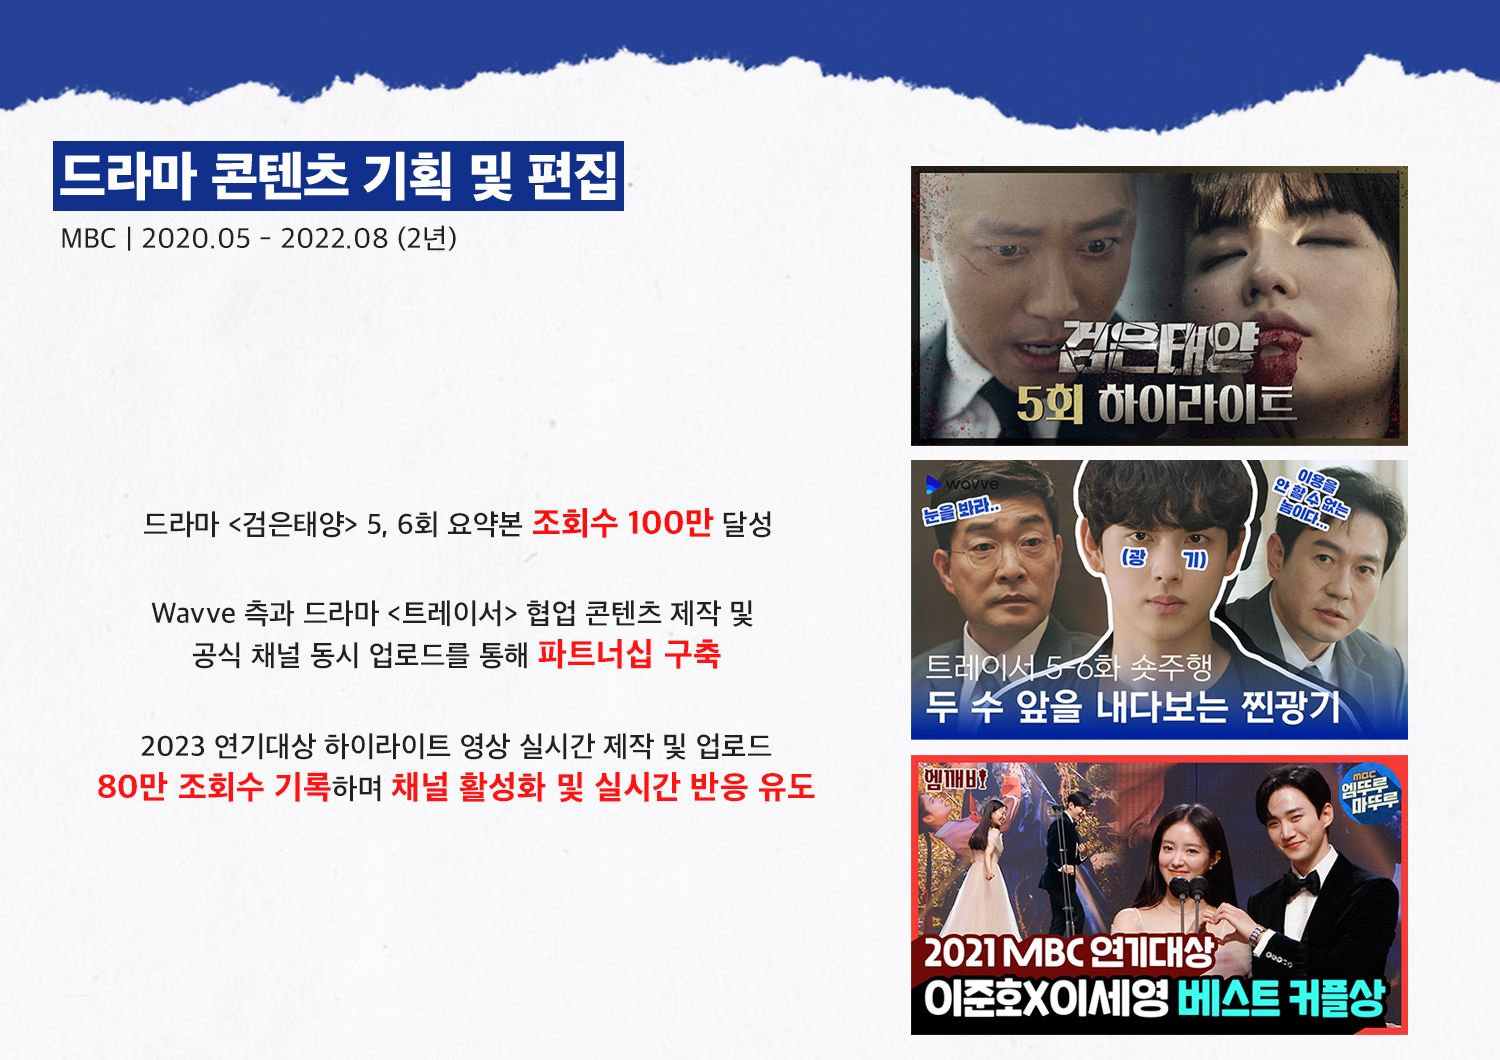 드라마 콘텐츠 기획 및 편집
MBC | 2020.05 - 2022.08 (2년)
드라마 <검은태양> 5, 6회 요약본 조회수 100만 달성
Wavve 측과 드라마 <트레이서> 협업 콘텐츠 제작 및
공식 채널 동시 업로드를 통해 파트너십 구축
2023 연기대상 하이라이트 영상 실시간 제작 및 업로드
80만 조회수 기록하며 채널 활성화 및 실시간 반응 유도
검은태양
5회 하이라이트
wavve
눈을 봐라..
(광 기)
이용을
안 할 수 없는
놈이다...
트레이서 5-6화 숏주행
두 수 앞을 내다보는 찐광기
엠깨비
MBC
엠뚜루
마뚜루
2021 MBC 연기대상
이준호X이세영 베스트 커플상